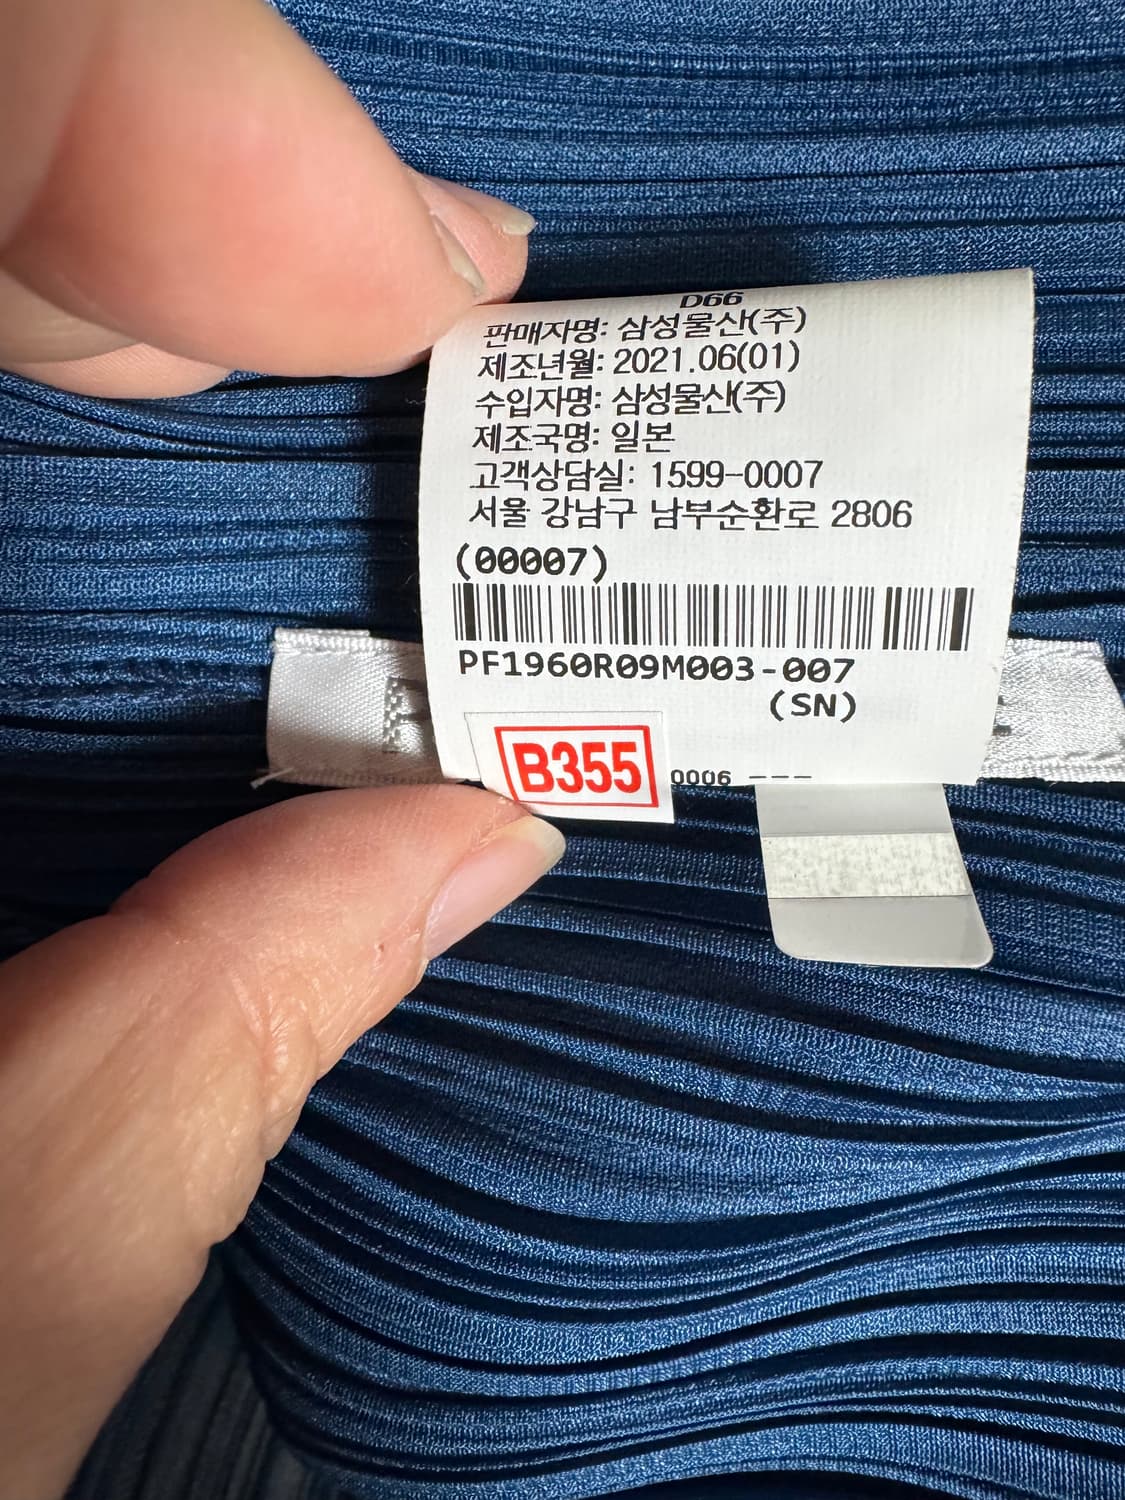 D66
판매자명: 삼성물산(주)
제조년월: 2021.06(01)
수입자명: 삼성물산(주)
제조국명: 일본
고객상담실: 1599-0007
서울 강남구 남부순환로 2806
(00007)
PF1960R09M003-007
(SN)
B355
0006 ---